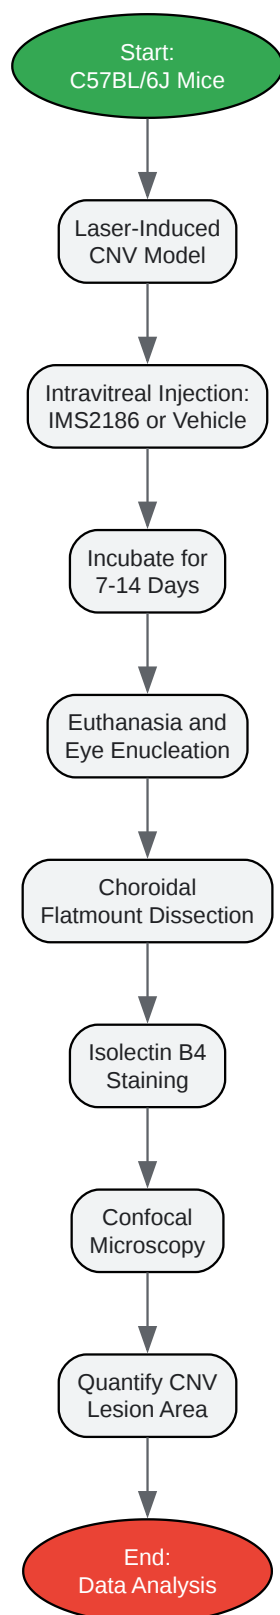 Start:
C57BL/6J Mice
Laser-Induced
CNV Model
Intravitreal Injection:
IMS2186 or Vehicle
Incubate for
7-14 Days
Euthanasia and
Eye Enucleation
Choroidal
Flatmount Dissection
Isolectin B4
Staining
Confocal
Microscopy
Quantify CNV
Lesion Area
End:
Data Analysis